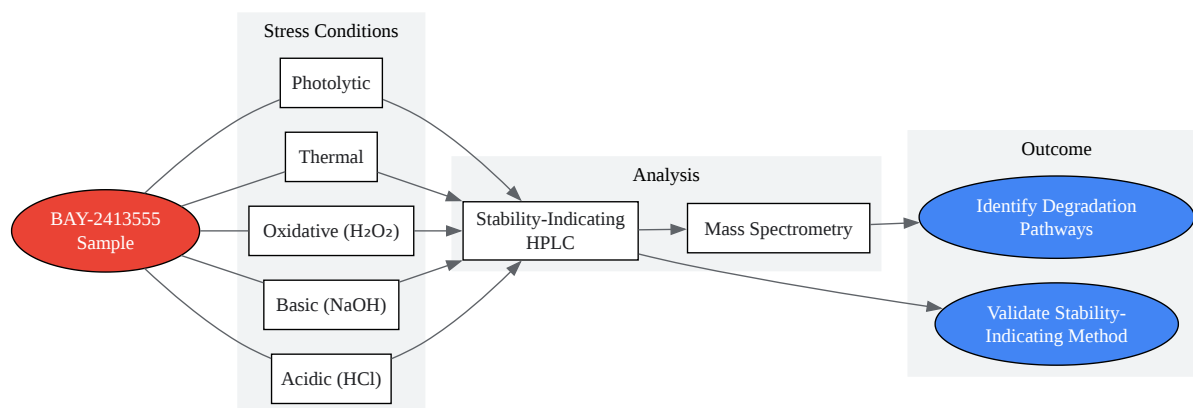 Stress Conditions
Photolytic
Thermal
Oxidative (H₂O₂)
Basic (NaOH)
Acidic (HCl)
BAY-2413555
Sample
Analysis
Stability-Indicating
HPLC
Mass Spectrometry
Outcome
Identify Degradation
Pathways
Validate Stability-
Indicating Method